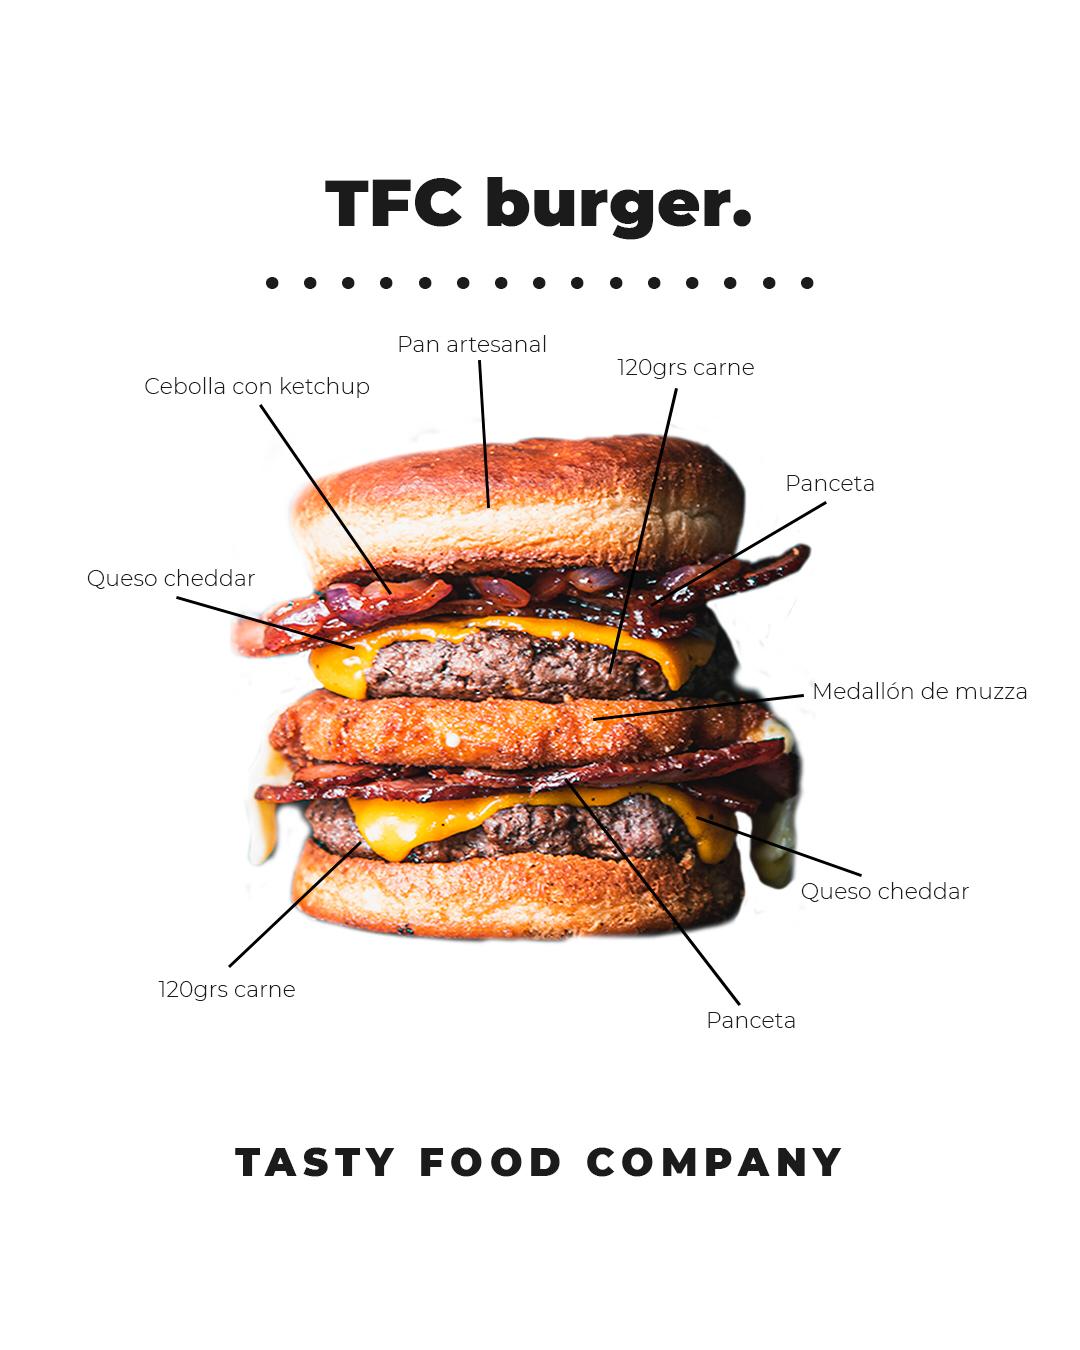 TFC burger.
Pan artesanal
120grs carne
Cebolla con ketchup
Panceta
Queso cheddar
Medallón de muzza
Queso cheddar
120grs carne
Panceta
TASTY FOOD COMPANY